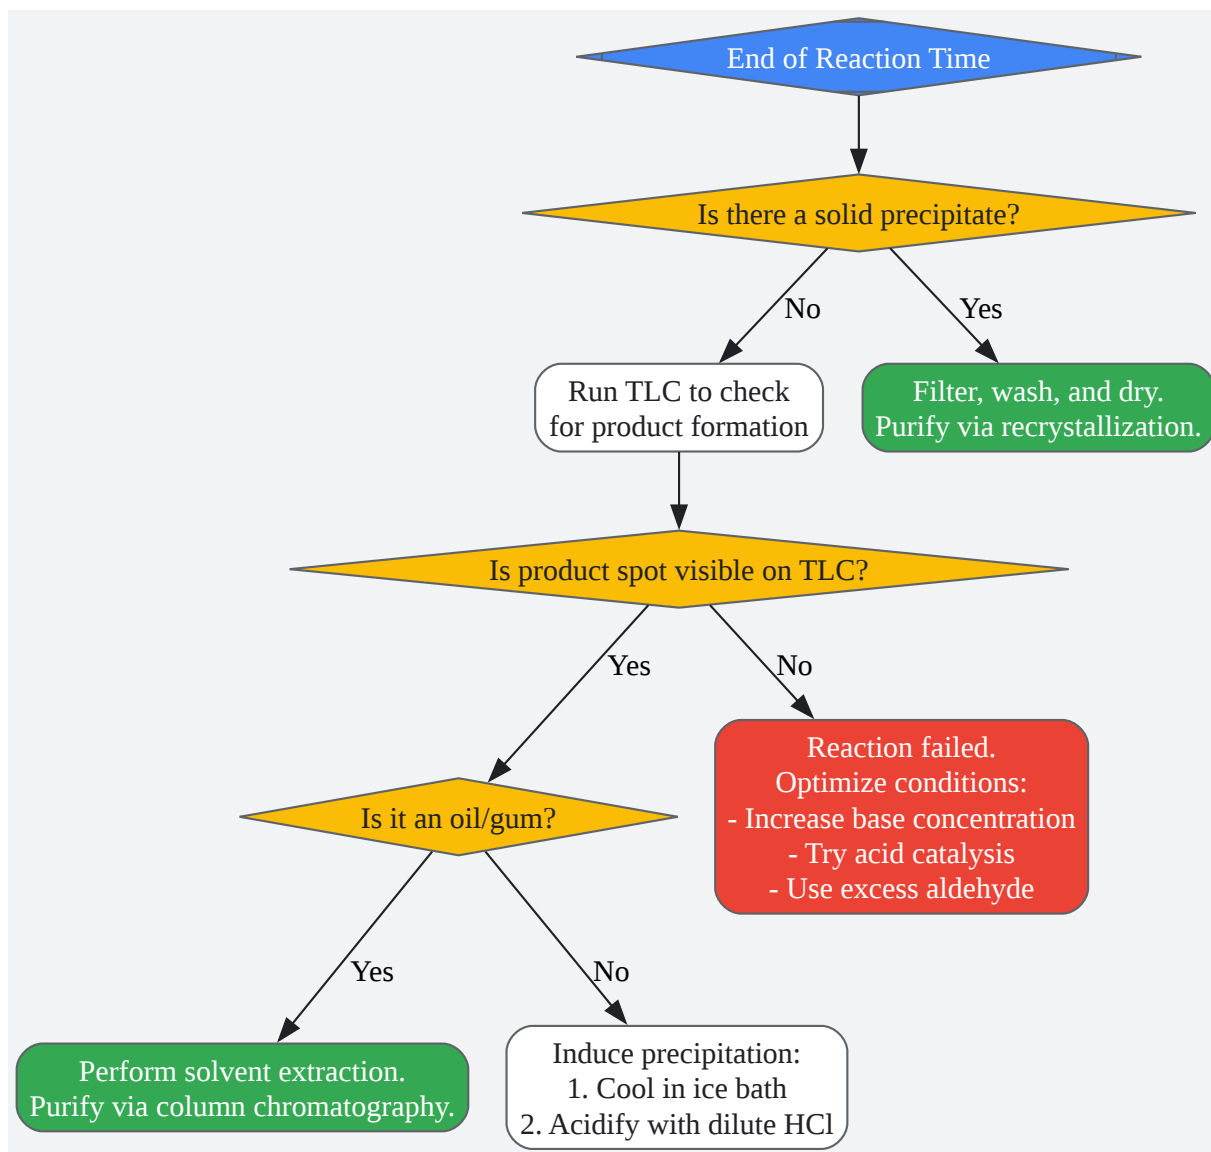 End of Reaction Time
Is there a solid precipitate?
No
Yes
Run TLC to check
for product formation
Filter, wash, and dry.
Purify via recrystallization.
Is product spot visible on TLC?
Yes
No
Reaction failed.
Optimize conditions:
- Increase base concentration
- Try acid catalysis
- Use excess aldehyde
Is it an oil/gum?
Yes
No
Perform solvent extraction.
Purify via column chromatography.
Induce precipitation:
1. Cool in ice bath
2. Acidify with dilute HCl